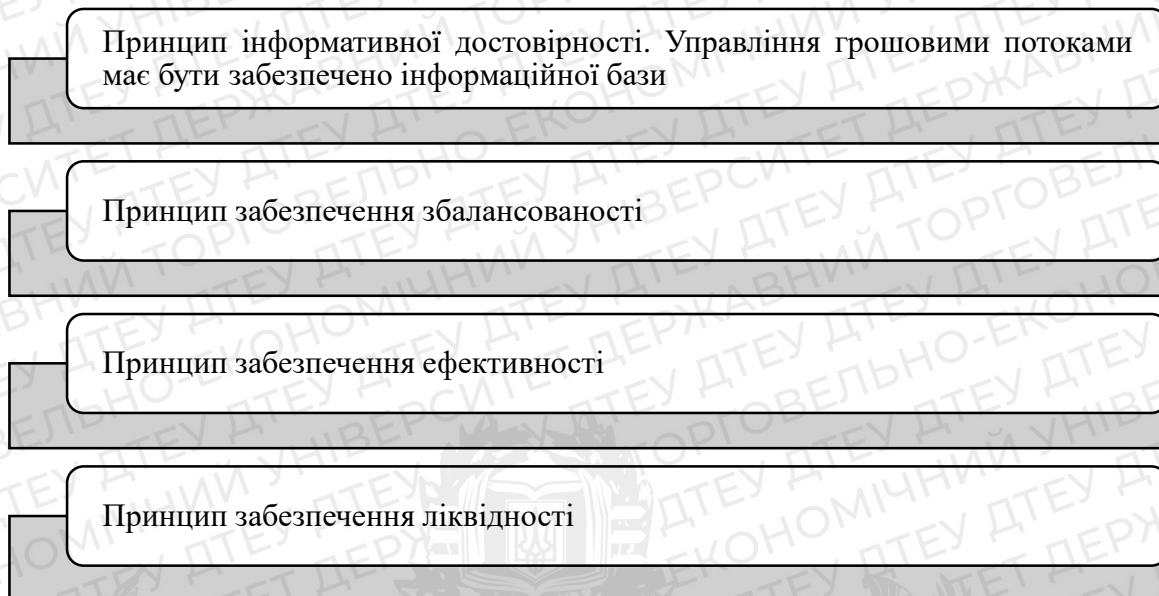 Принцип інформативної достовірності. Управління грошовими потоками
має бути забезпечено інформаційної бази
Принцип забезпечення збалансованості
Принцип забезпечення ефективності
Принцип забезпечення ліквідності